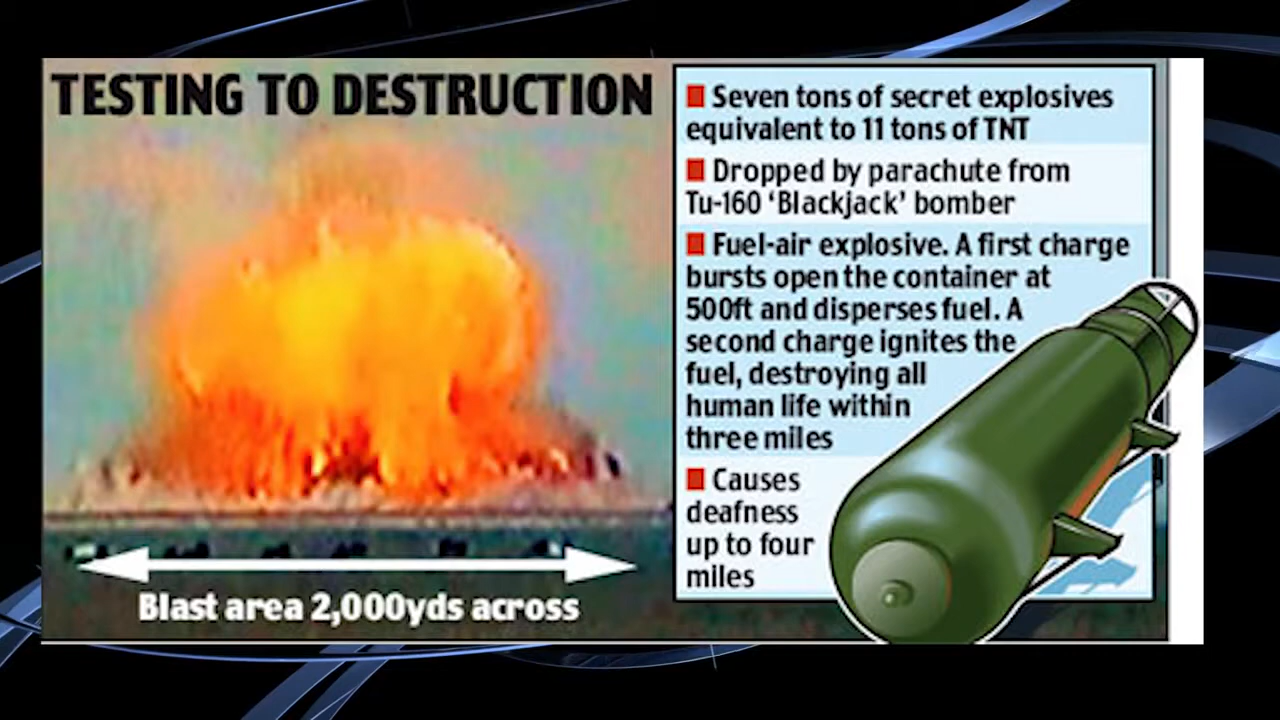 TESTING TO DESTRUCTION
Blast area 2,000yds across
■ Seven tons of secret explosives
equivalent to 11 tons of TNT
■ Dropped by parachute from
Tu-160 ‘Blackjack’ bomber
■ Fuel-air explosive. A first charge
bursts open the container at
500ft and disperses fuel. A
second charge ignites the
fuel, destroying all
human life within
three miles
■ Causes
deafness
up to four
miles